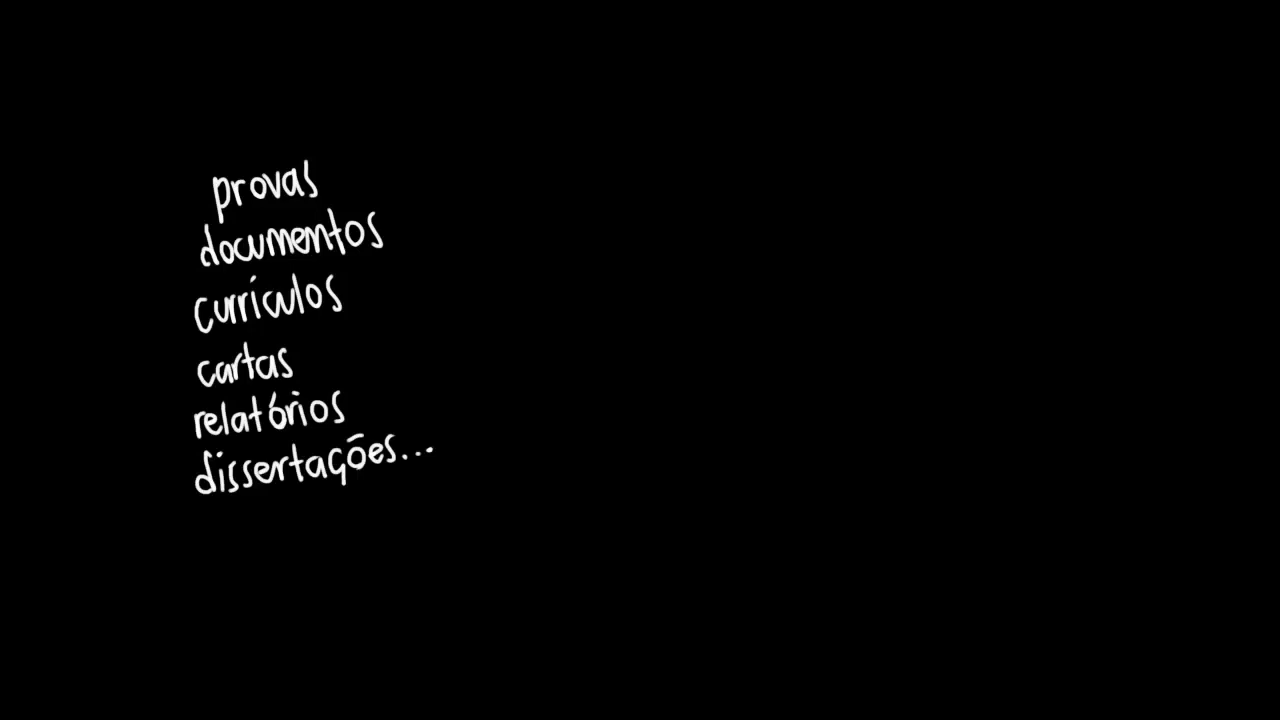 provas
documentos
currículos
cartas
relatórios
dissertações...